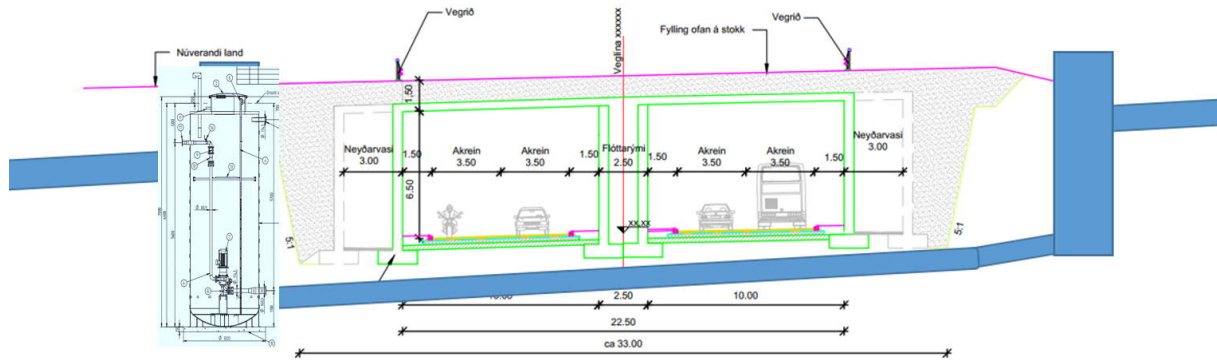 Vegrið
Vegrið
Núverandi land
Veglína xxxxxx
Fylling ofan á stokk
1,50
Neyðarvasi
3.00
1.50
Akrein
3.50
Akrein
3.50
1.50
Flóttarými
2.50
1.50
Akrein
3.50
Akrein
3.50
1.50
Neyðarvasi
3.00
6.50
xx.xx
5:1
5:1
10.00
2.50
10.00
22.50
ca 33.00